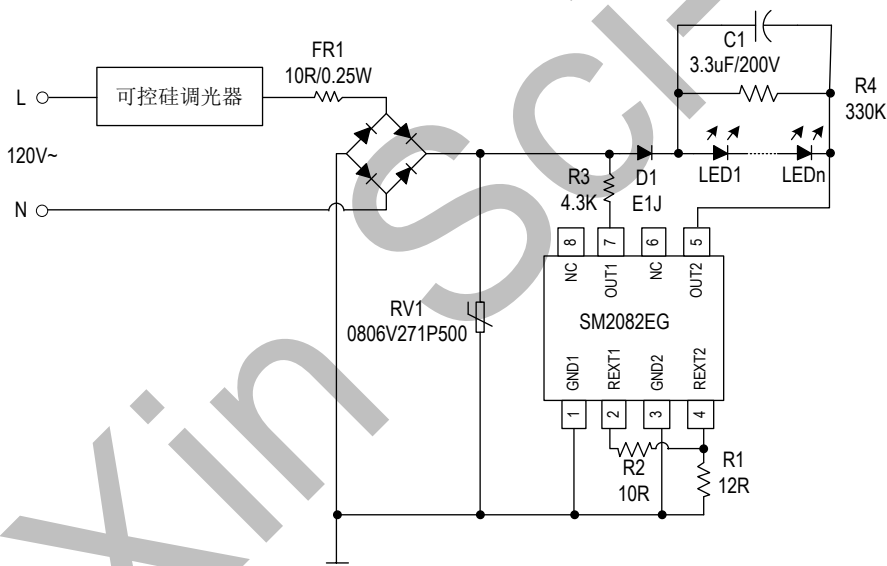 Xin Sci-
FR1
10R/0.25W
L
可控硅调光器
120V~
N
C1
3.3uF/200V
R4
330K
R3
4.3K
D1
E1J
LED1
LEDn
8
7
6
5
NC
OUT1
NC
OUT2
RV1
0806V271P500
SM2082EG
GND1
REXT1
GND2
REXT2
1
2
3
4
R2
10R
R1
12R